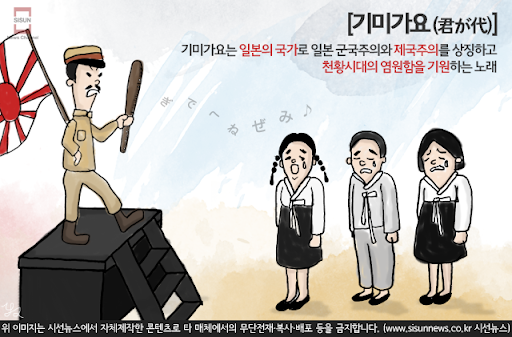 SISUN
[기미가요 (君が代)]
기미가요는 일본의 국가로 일본 군국주의와 제국주의를 상징하고
천황시대의 염원함을 기원하는 노래
ぜみ♪
위 이미지는 시선뉴스에서 자체제작한 콘텐츠로 타 매체에서의 무단전재·복사·배포 등을 금지합니다. (www.sisunnews.co.kr 시선뉴스)